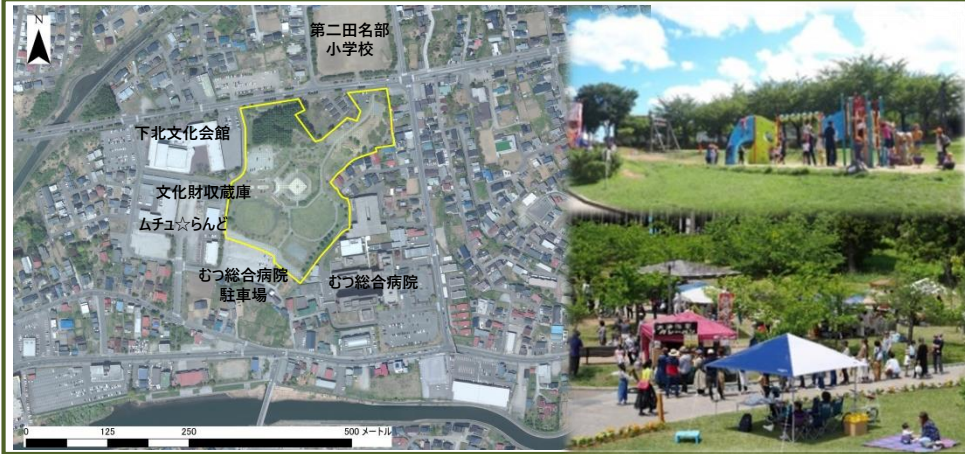 N
第二田名部
小学校
下北文化会館
文化財収蔵庫
ムチュ☆らんど
むつ総合病院
駐車場
むつ総合病院
0 125 250 500 メートル